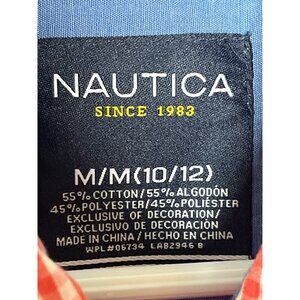 NAUTICA
SINCE 1983
M/M(10/12)
55% COTTON/55% ALGODÓN
45% POLYESTER/45% POLIÉSTER
EXCLUSIVE OF DECORATION/
EXCLUSIVO DE DECORACIÓN
MADE IN CHINA / HECHO EN CHINA
WPL#06734 LAB2946 B